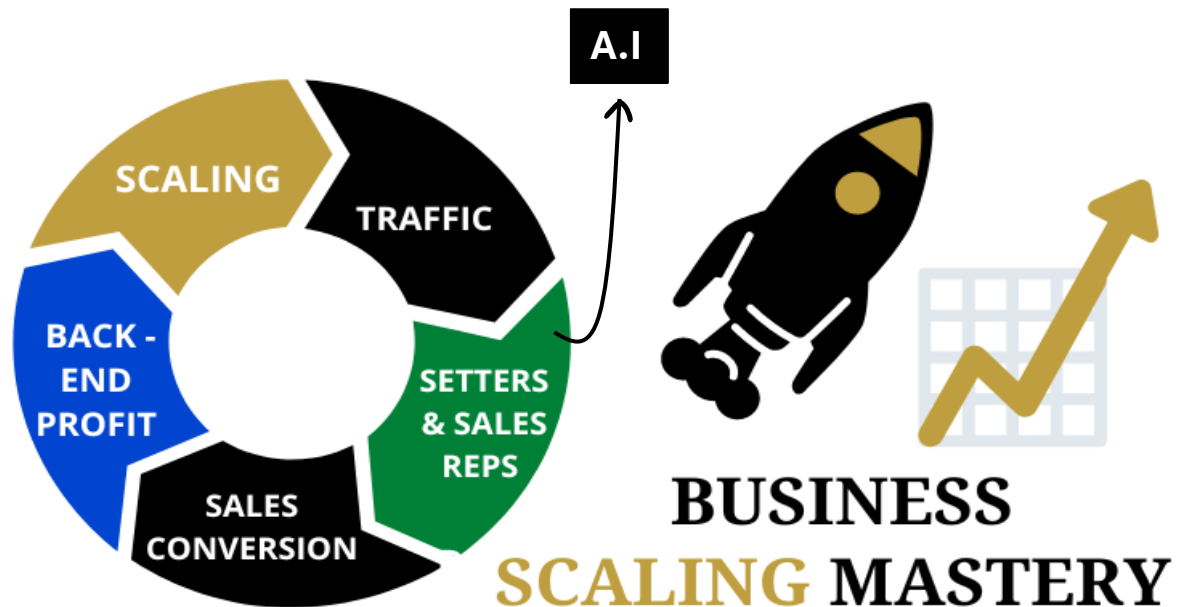 A.I
SCALING
TRAFFIC
BACK -
END
PROFIT
SETTERS
& SALES
REPS
SALES
CONVERSION
BUSINESS
SCALING MASTERY